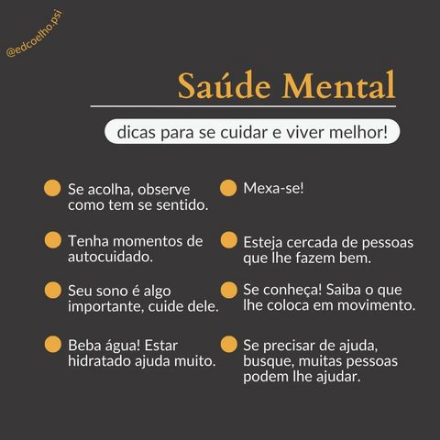 @edcoelho.psi
Saúde Mental
dicas para se cuidar e viver melhor!
Se acolha, observe
como tem se sentido.
Tenha momentos de
autocuidado.
Seu sono é algo
importante, cuide dele.
Beba água! Estar
hidratado ajuda muito.
Mexa-se!
Esteja cercada de pessoas
que lhe fazem bem.
Se conheça! Saiba o que
lhe coloca em movimento.
Se precisar de ajuda,
busque, muitas pessoas
podem lhe ajudar.